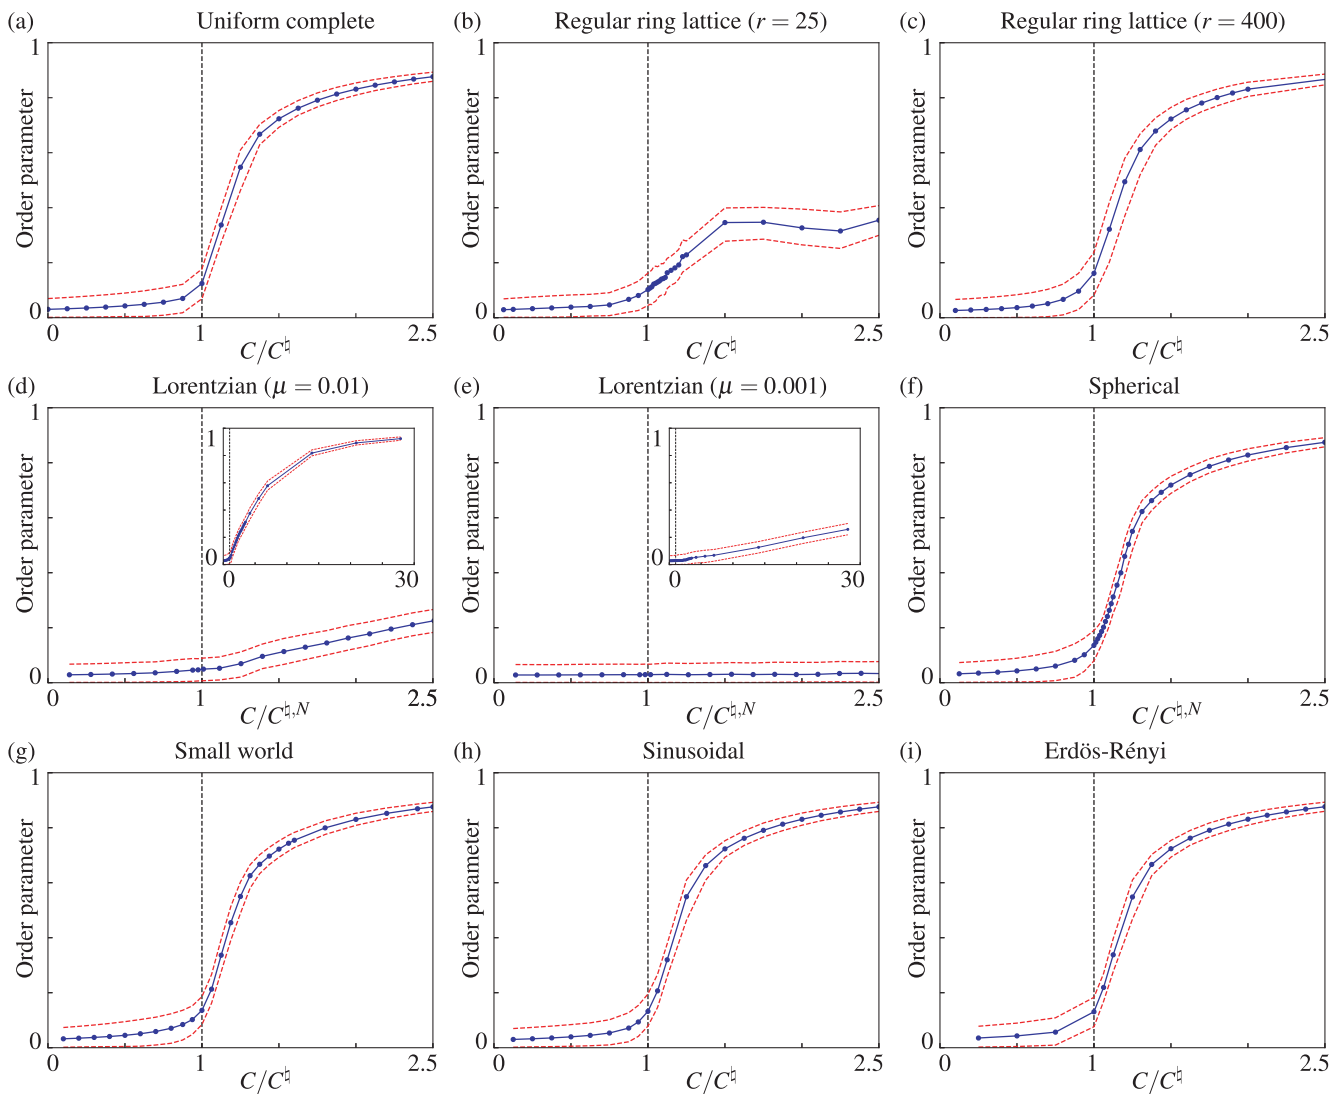 (a) Uniform complete
1
Order parameter
0
0 1 2.5
C/C♮
(b) Regular ring lattice (r = 25)
1
Order parameter
0
0 1 2.5
C/C♮
(c) Regular ring lattice (r = 400)
1
Order parameter
0
0 1 2.5
C/C♮
(d) Lorentzian (μ = 0.01)
1
Order parameter
0
0 1 2.5
C/C♮,N
1
0
0 30
(e) Lorentzian (μ = 0.001)
1
Order parameter
0
0 1 2.5
C/C♮,N
1
0
0 30
(f) Spherical
1
Order parameter
0
0 1 2.5
C/C♮,N
(g) Small world
1
Order parameter
0
0 1 2.5
C/C♮
(h) Sinusoidal
1
Order parameter
0
0 1 2.5
C/C♮
(i) Erdös-Rényi
1
Order parameter
0
0 1 2.5
C/C♮